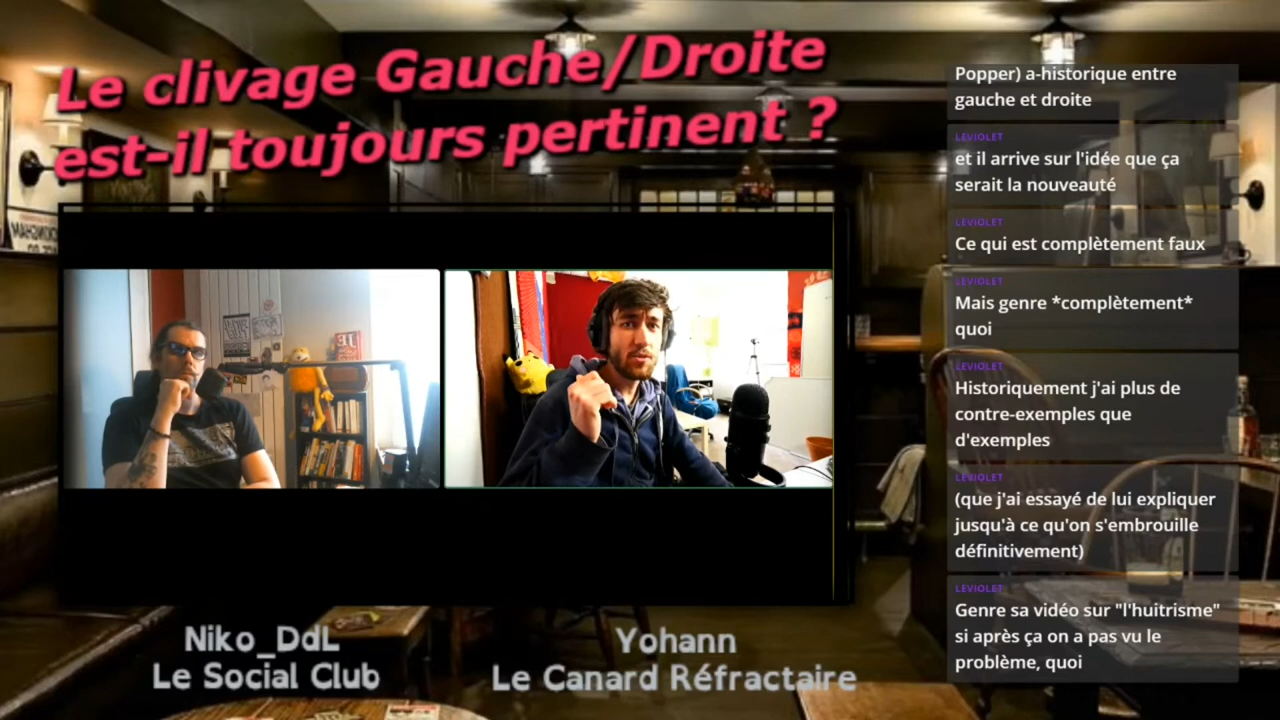 Le clivage Gauche/Droite
est-il toujours pertinent ?
Niko_DdL
Le Social Club
Yohann
Le Canard Réfractaire
Popper) a-historique entre
gauche et droite
LEVIOLET
et il arrive sur l'idée que ça
serait la nouveauté
LEVIOLET
Ce qui est complètement faux
LEVIOLET
Mais genre *complètement*
quoi
LEVIOLET
Historiquement j'ai plus de
contre-exemples que
d'exemples
LEVIOLET
(que j'ai essayé de lui expliquer
jusqu'à ce qu'on s'embrouille
définitivement)
LEVIOLET
Genre sa vidéo sur "l'huitrisme"
si après ça on a pas vu le
problème, quoi